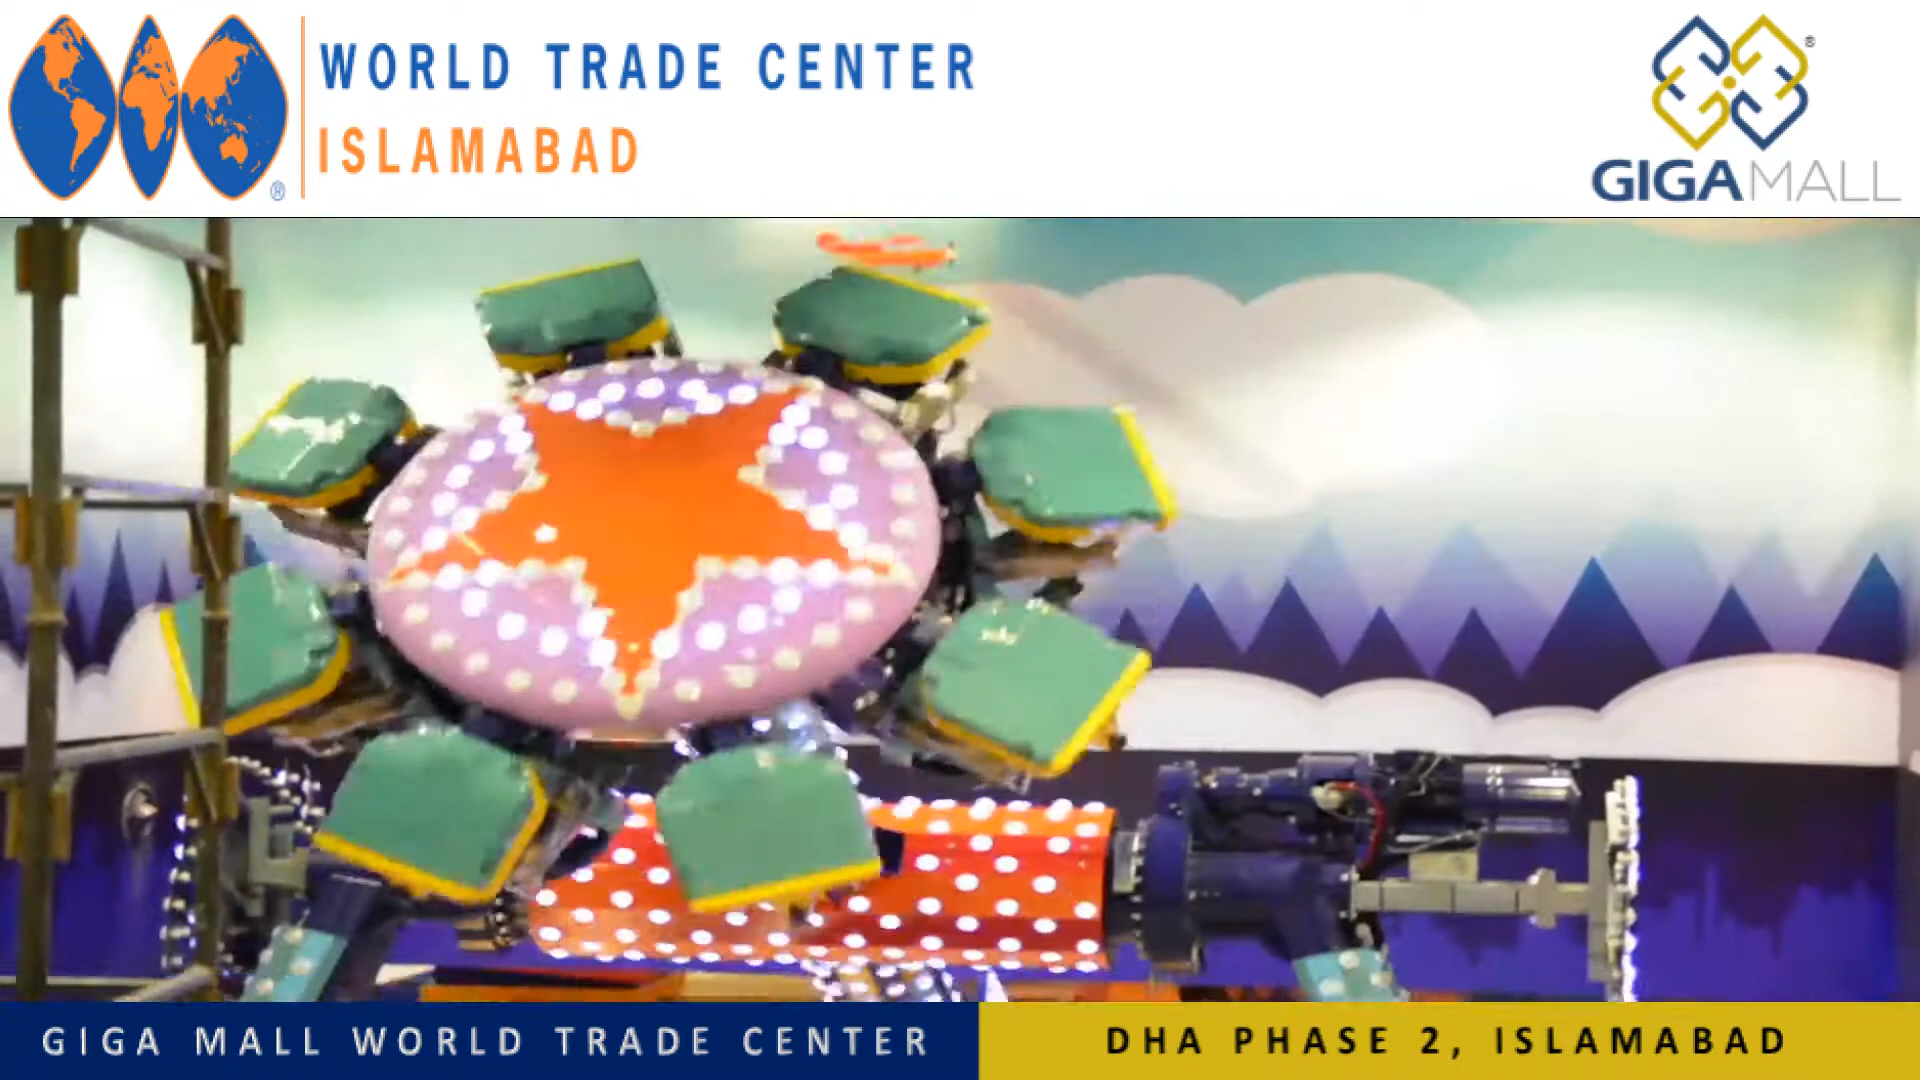 WORLD TRADE CENTER
ISLAMABAD
®
®
GIGAMALL
GIGA MALL WORLD TRADE CENTER
DHA PHASE 2, ISLAMABAD